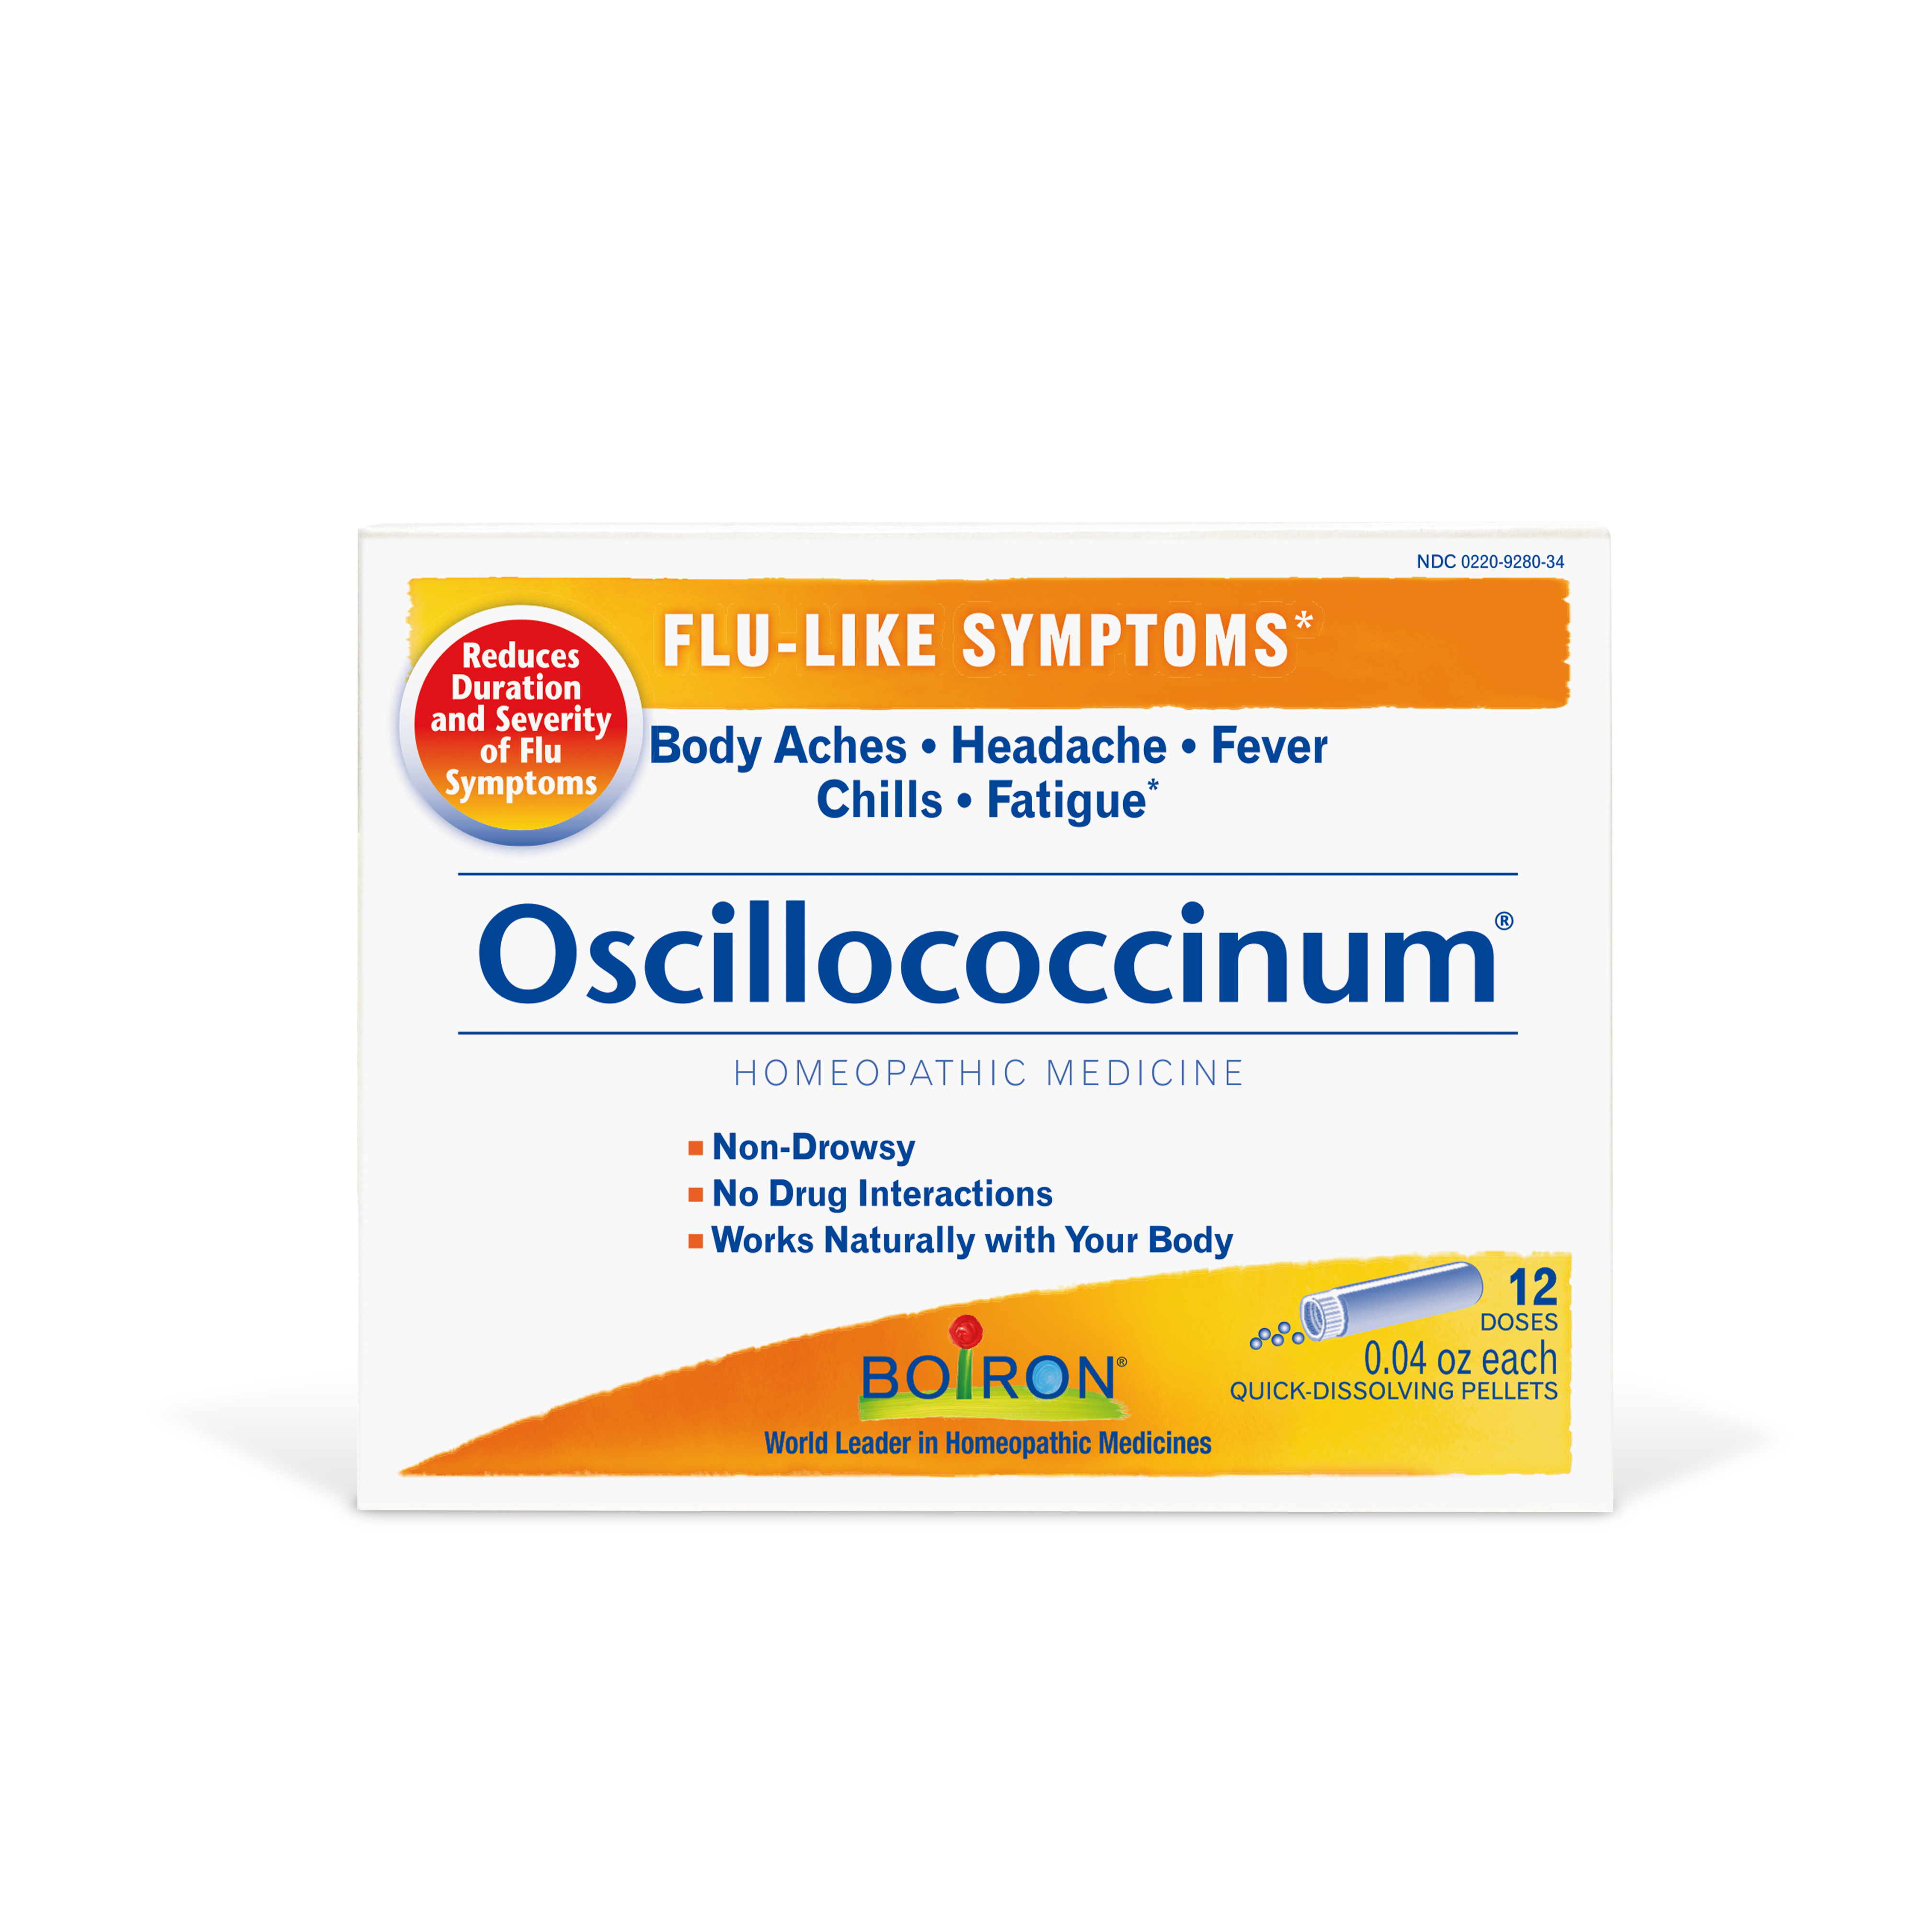 NDC 0220-9280-34
FLU-LIKE SYMPTOMS*
Reduces
Duration
and Severity
of Flu
Symptoms
Body Aches • Headache • Fever
Chills • Fatigue*
Oscillococcinum®
HOMEOPATHIC MEDICINE
Non-Drowsy
No Drug Interactions
Works Naturally with Your Body
12
DOSES
0.04 oz each
QUICK-DISSOLVING PELLETS
BOIRON®
World Leader in Homeopathic Medicines